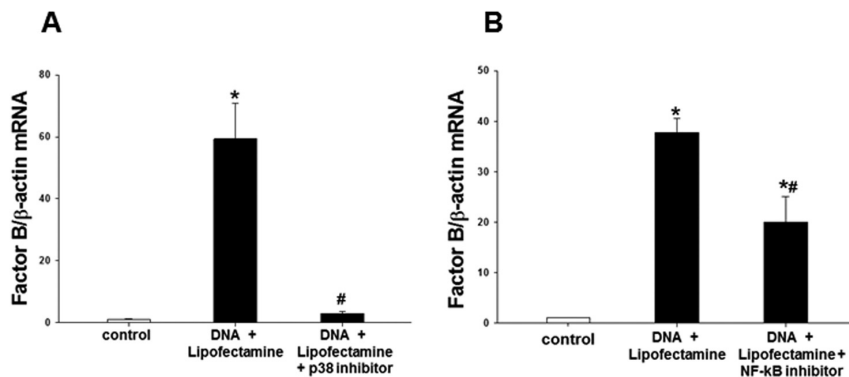 A
Factor B/β-actin mRNA
80
60
40
20
0
*
#
control
DNA +
Lipofectamine
DNA +
Lipofectamine
+ p38 inhibitor
B
Factor B/β-actin mRNA
50
40
30
20
10
0
*
*#
control
DNA +
Lipofectamine
DNA +
Lipofectamine+
NF-kB inhibitor